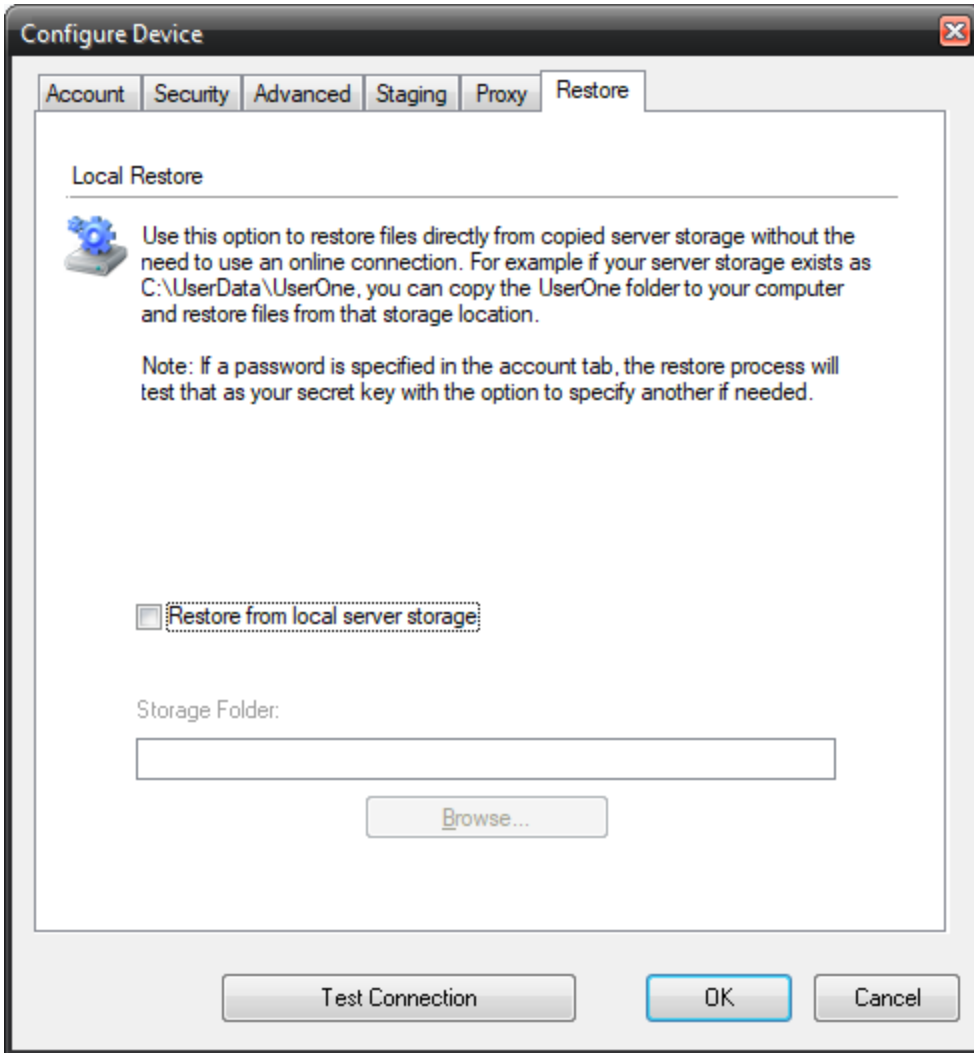 Configure Device
Account
Security
Advanced
Staging
Proxy
Restore
Local Restore
Use this option to restore files directly from copied server storage without the
need to use an online connection. For example if your server storage exists as
C:\UserData\UserOne, you can copy the UserOne folder to your computer
and restore files from that storage location.
Note: If a password is specified in the account tab, the restore process will
test that as your secret key with the option to specify another if needed.
Restore from local server storage
Storage Folder:
Browse...
Test Connection
OK
Cancel